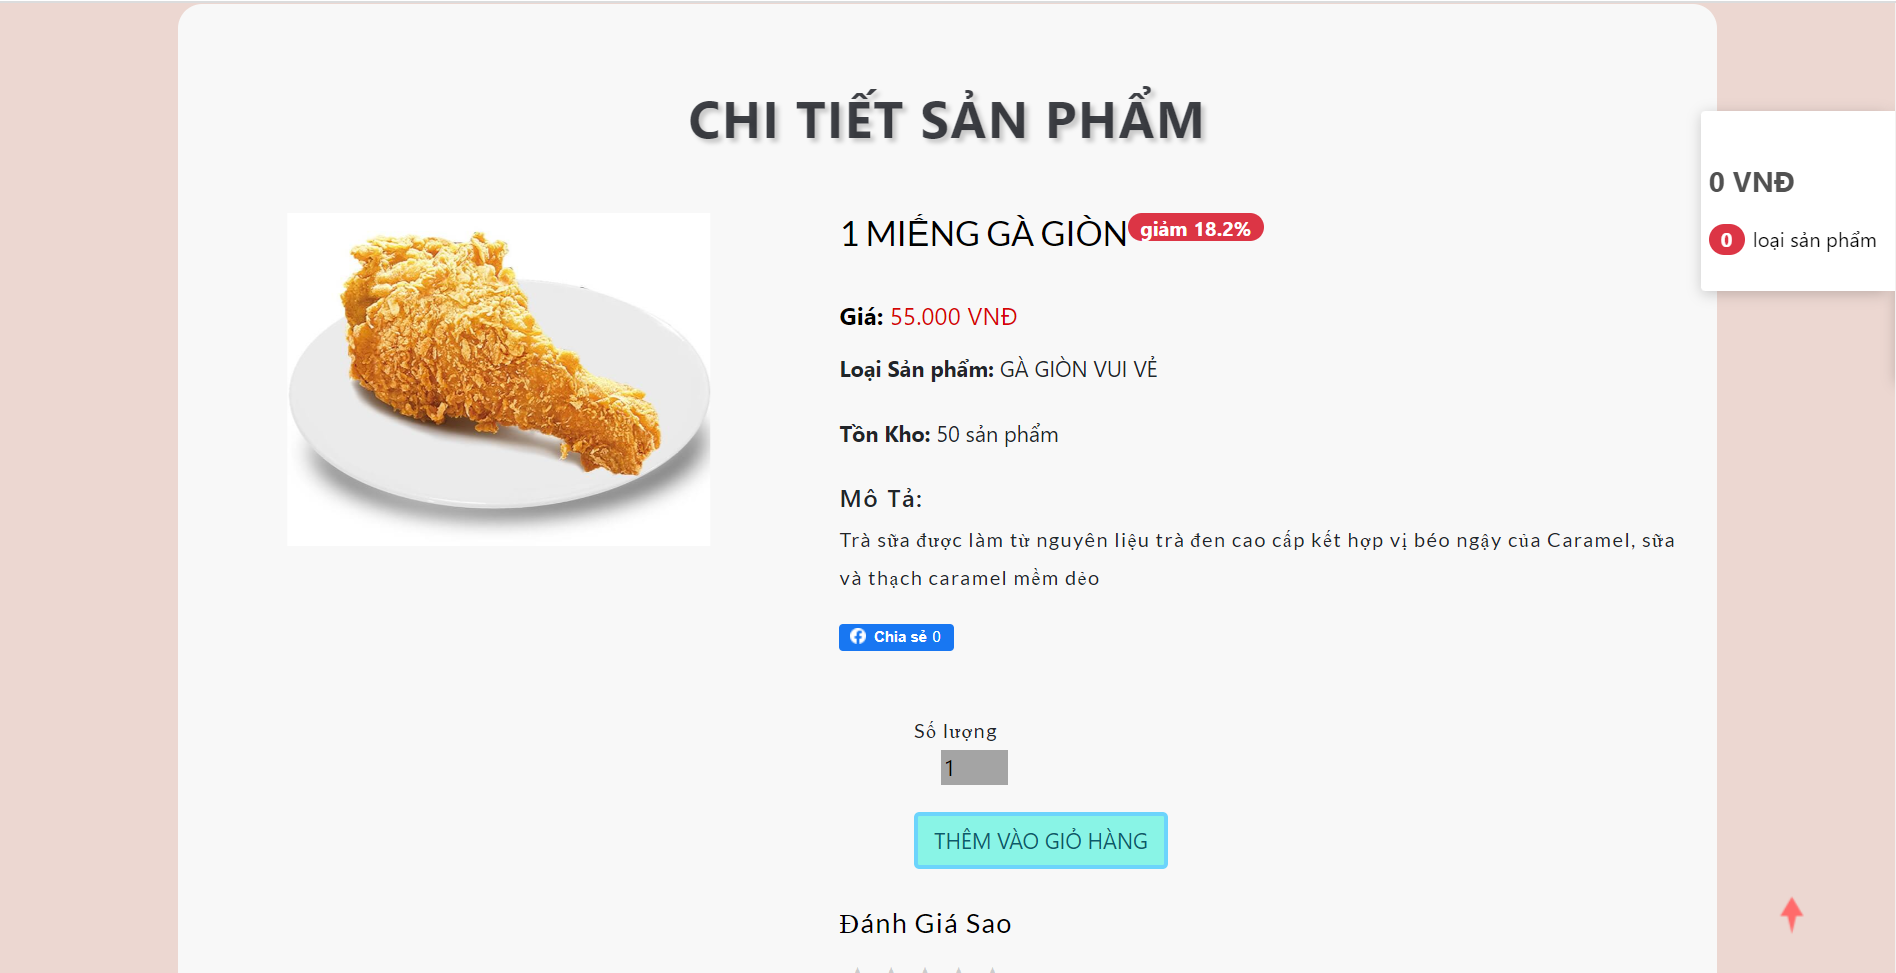 CHI TIẾT SẢN PHẨM
0 VNĐ
0 loại sản phẩm
1 MIẾNG GÀ GIÒN giảm 18.2%
Giá: 55.000 VNĐ
Loại Sản phẩm: GÀ GIÒN VUI VẺ
Tồn Kho: 50 sản phẩm
Mô Tả:
Trà sữa được làm từ nguyên liệu trà đen cao cấp kết hợp vị béo ngậy của Caramel, sữa
và thạch caramel mềm dẻo
Chia sẻ 0
Số lượng
1
THÊM VÀO GIỎ HÀNG
Đánh Giá Sao